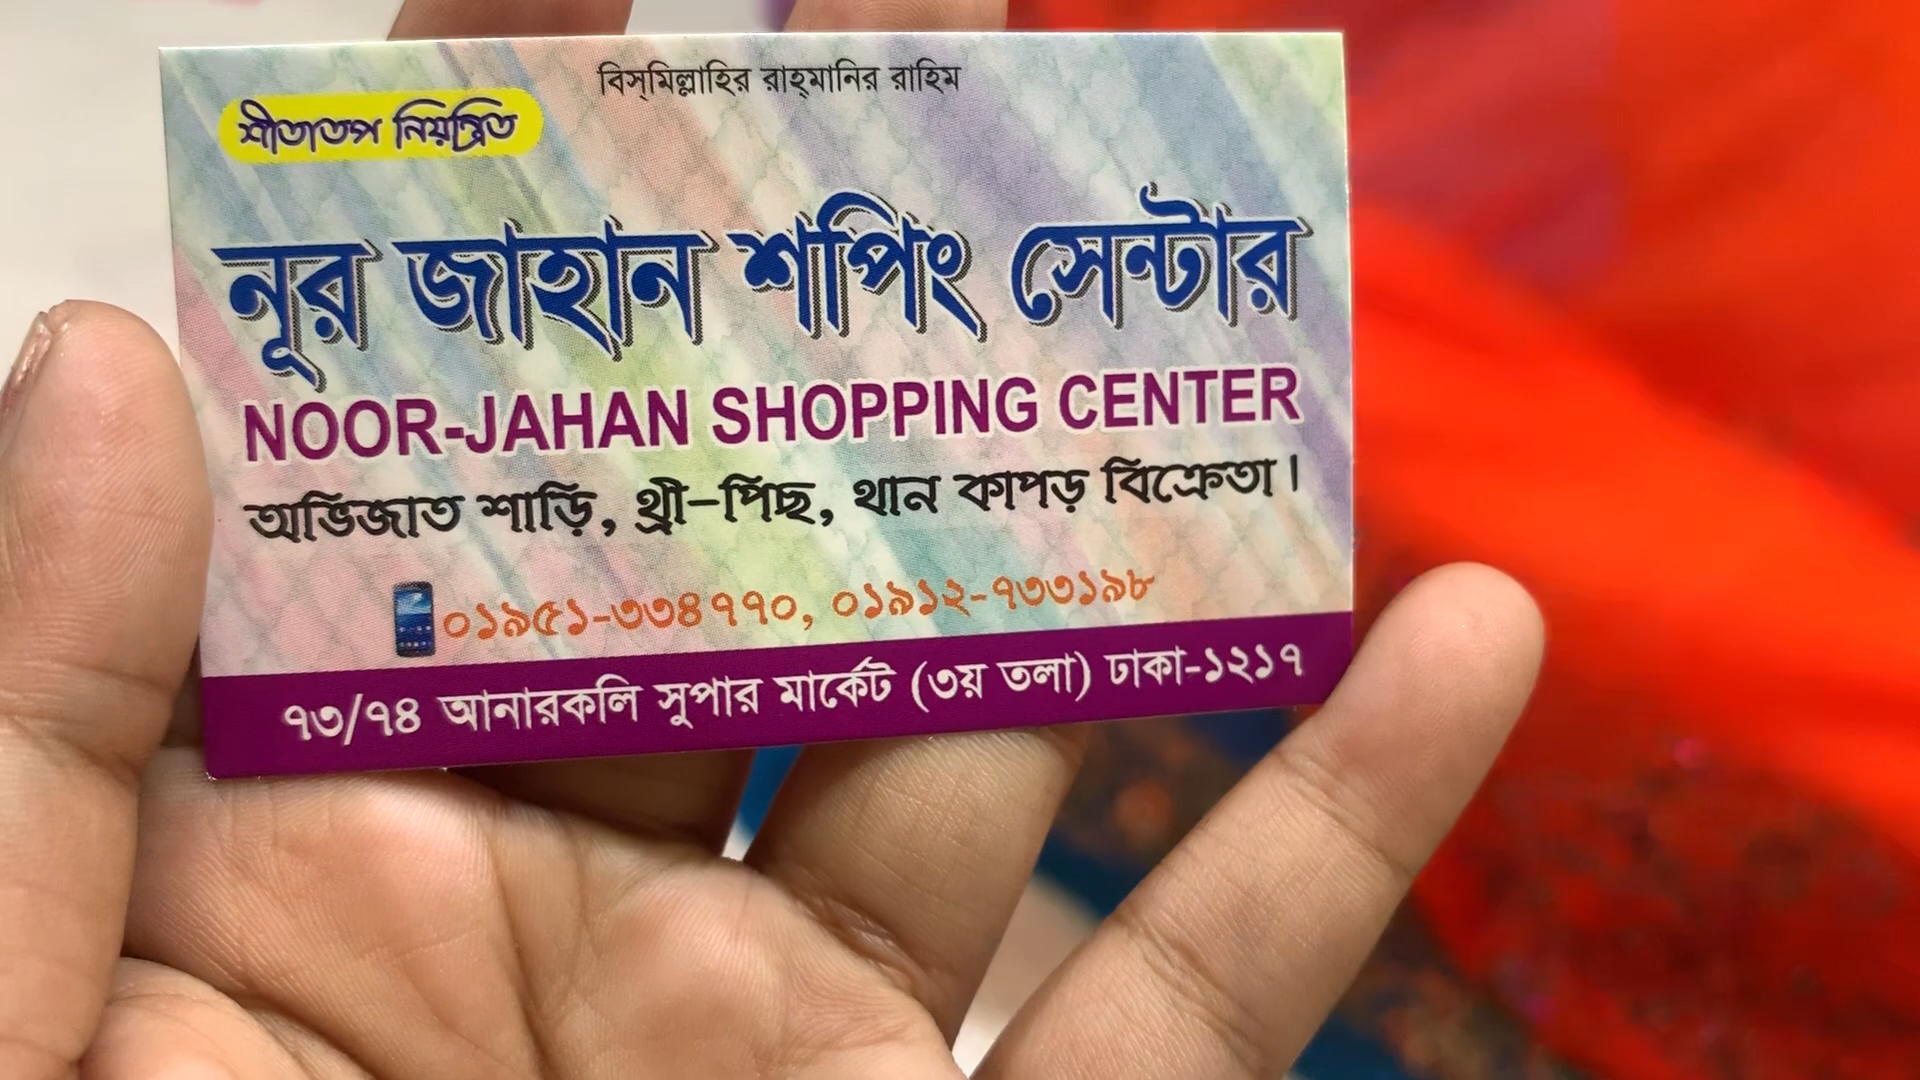 বিস্‌মিল্লাহির রাহ্‌মানির রাহিম
শীতাতপ নিয়ন্ত্রিত
নূর জাহান শপিং সেন্টার
NOOR-JAHAN SHOPPING CENTER
অভিজাত শাড়ি, থ্রী-পিছ, থান কাপড় বিক্রেতা।
০১৯৫১-৩৩৪৭৭০, ০১৯১২-৭৩৩১৯৮
৭৩/৭৪ আনারকলি সুপার মার্কেট (৩য় তলা) ঢাকা-১২১৭